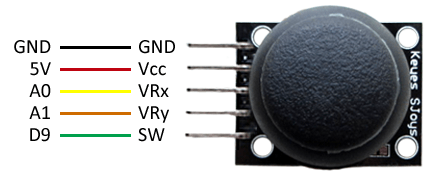 GND GND
5V Vcc
A0 VRx
A1 VRy
D9 SW
Keyes SJoys